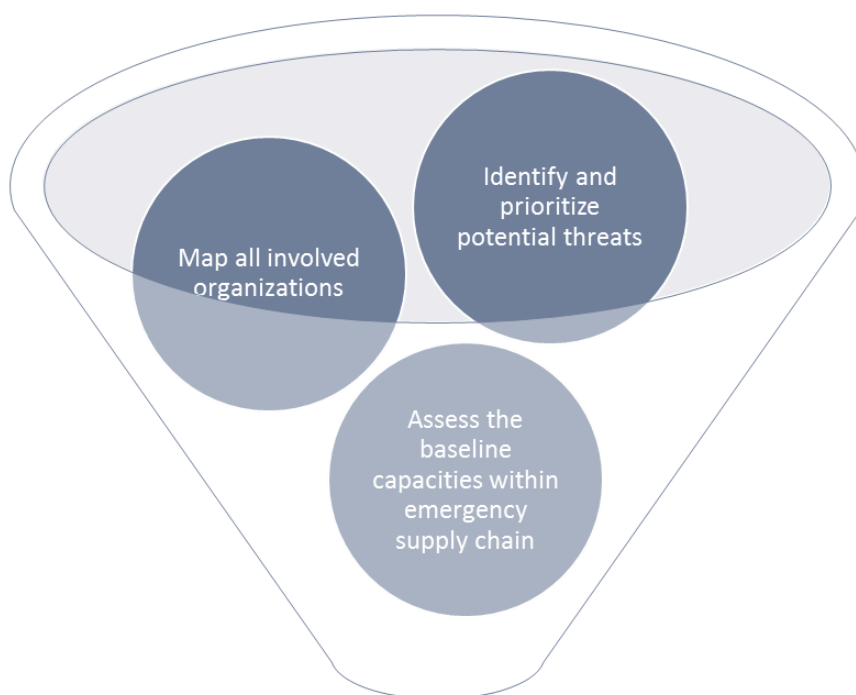 Identify and
prioritize
potential threats
Map all involved
organizations
Assess the
baseline
capacities within
emergency
supply chain